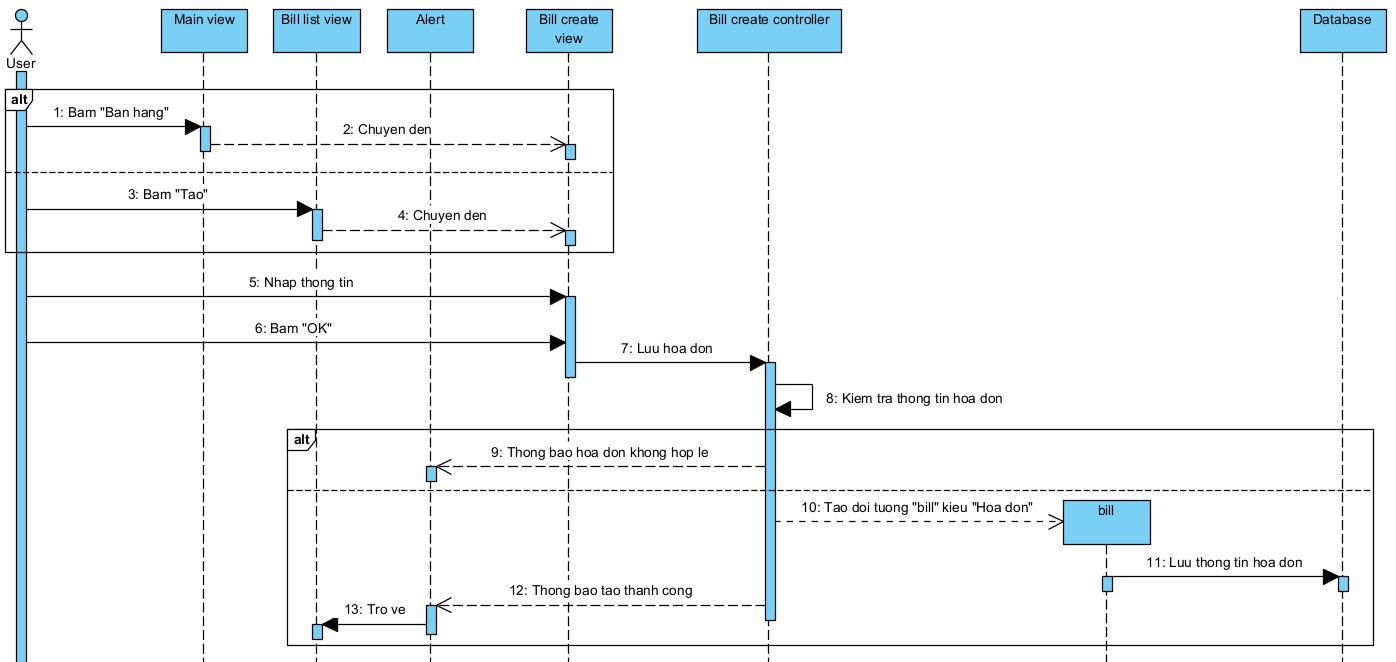 Main view
Bill list view
Alert
Bill create
view
Bill create controller
Database
User
alt
1: Bam "Ban hang"
2: Chuyen den
3: Bam "Tao"
4: Chuyen den
5: Nhap thong tin
6: Bam "OK"
7: Luu hoa don
8: Kiem tra thong tin hoa don
alt
9: Thong bao hoa don khong hop le
10: Tao doi tuong "bill" kieu "Hoa don"
bill
11: Luu thong tin hoa don
12: Thong bao tao thanh cong
13: Tro ve